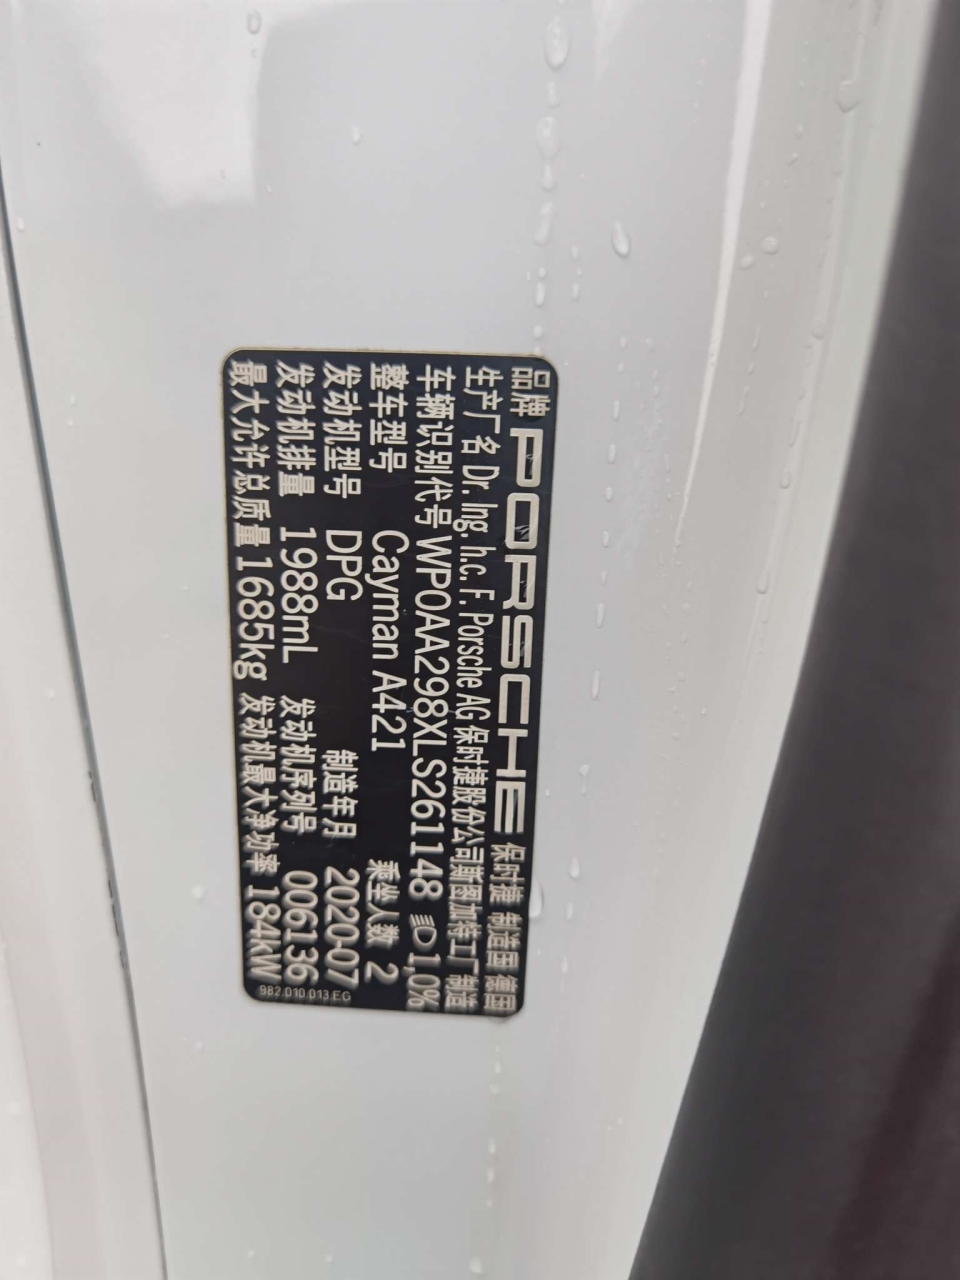 品牌 PORSCHE 保时捷 制造国 德国
生产厂名 Dr. Ing. h.c. F. Porsche AG 保时捷股份公司斯图加特工厂 制造
车辆识别代号 WP0AA298XLS261148 1,0%
整车型号 Cayman A421 乘坐人数 2
发动机型号 DPG 制造年月 2020-07
发动机排量 1988mL 发动机序列号 006136
最大允许总质量 1685kg 发动机最大净功率 184kW
982.010.013.EG